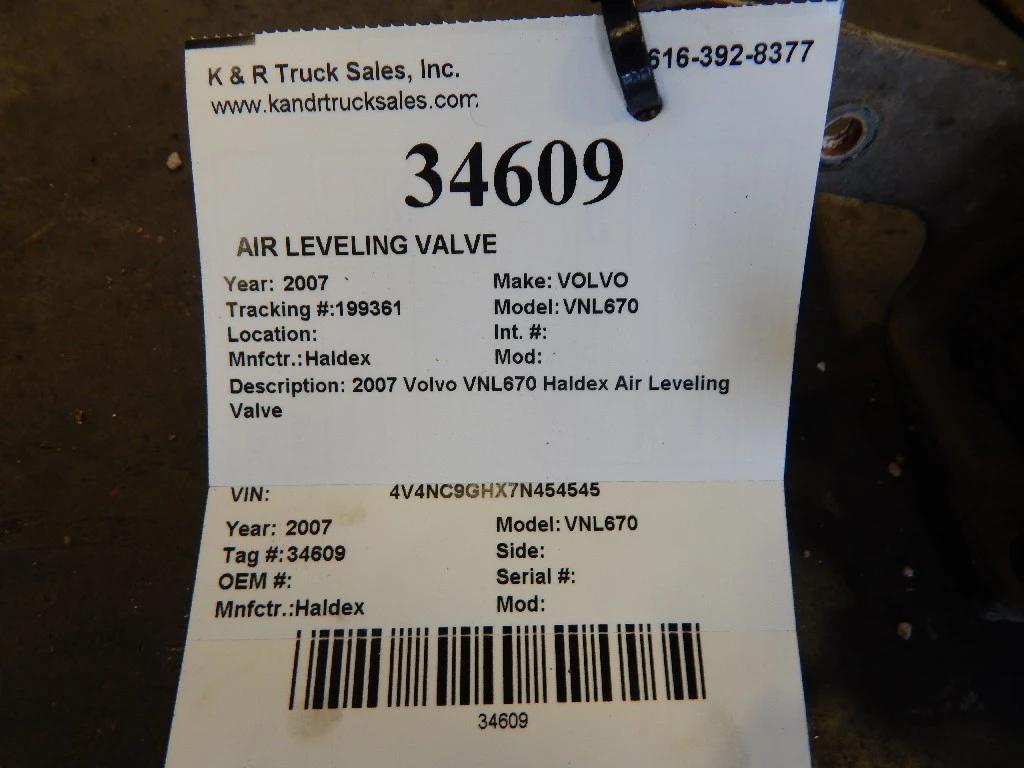 K & R Truck Sales, Inc. 616-392-8377
www.kandrtrucksales.com
34609
AIR LEVELING VALVE
Year: 2007 Make: VOLVO
Tracking #:199361 Model: VNL670
Location: Int. #:
Mnfctr.:Haldex Mod:
Description: 2007 Volvo VNL670 Haldex Air Leveling
Valve
VIN: 4V4NC9GHX7N454545
Year: 2007 Model: VNL670
Tag #:34609 Side:
OEM #: Serial #:
Mnfctr.:Haldex Mod:
34609